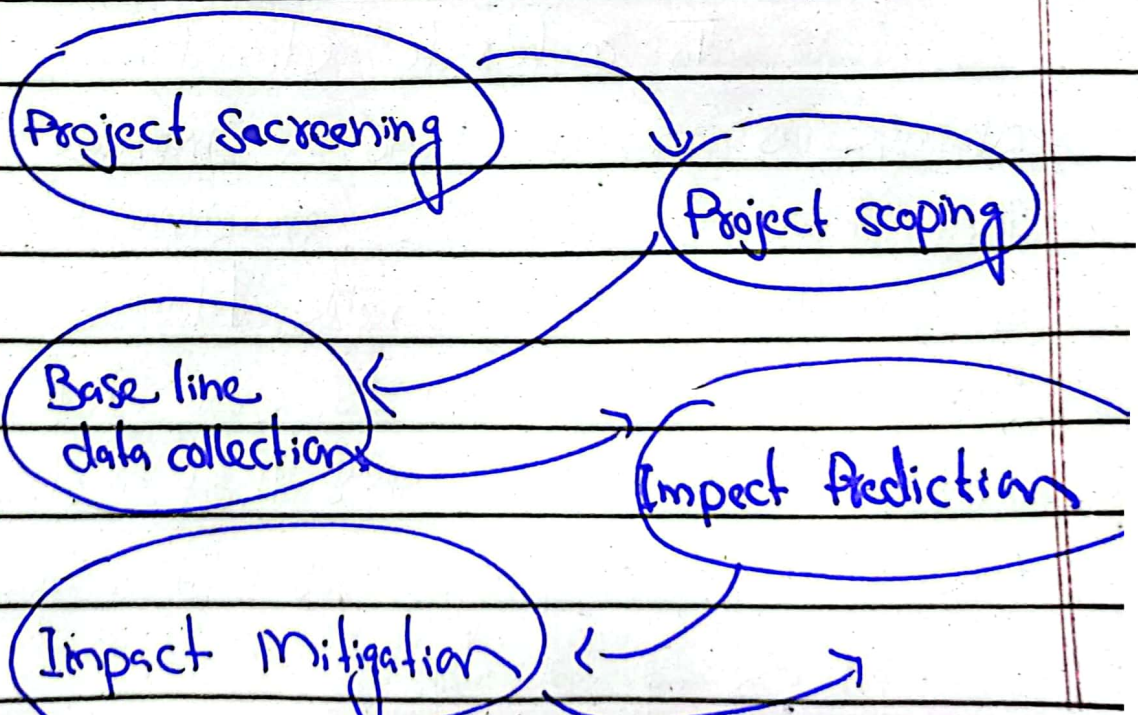 Project Sacreening
Project scoping
Base line
data collection
Impect Prediction
Impact Mitigation